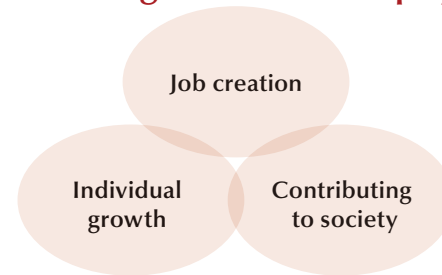 Job creation
Individual
growth
Contributing
to society